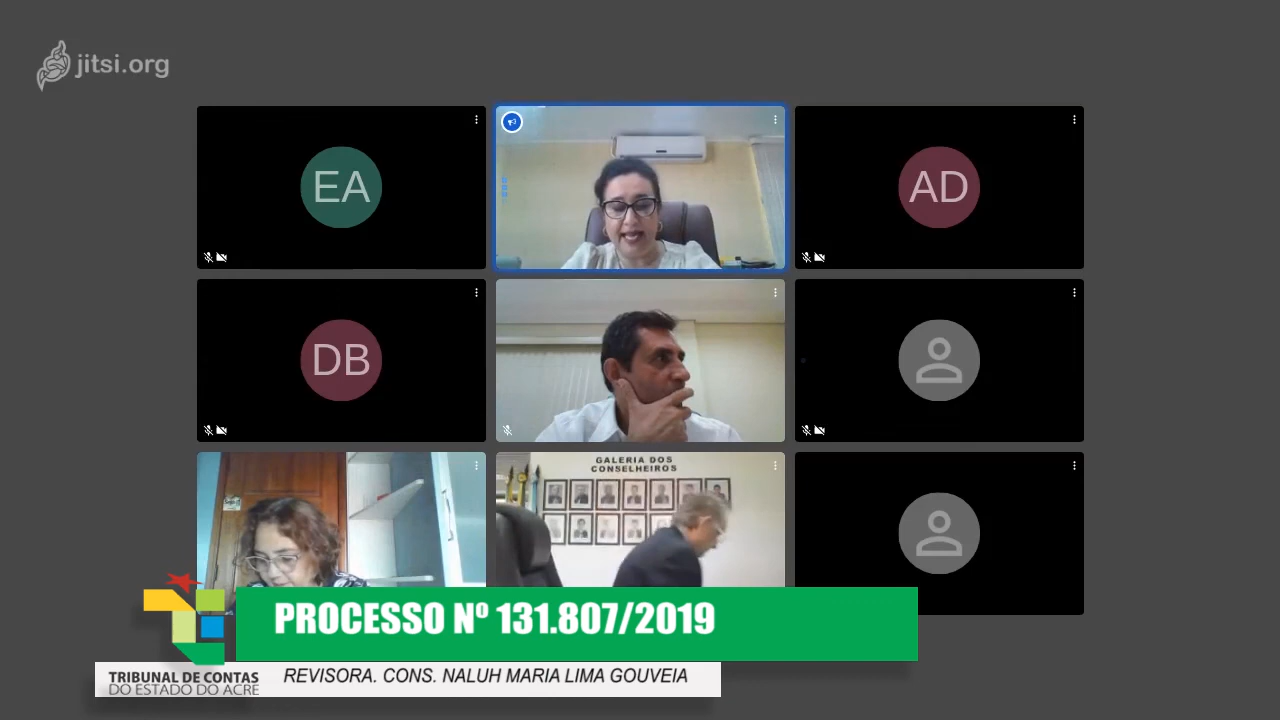 jitsi.org
EA
AD
DB
GALERIA DOS
CONSELHEIROS
PROCESSO Nº 131.807/2019
TRIBUNAL DE CONTAS
DO ESTADO DO ACRE
REVISORA. CONS. NALUH MARIA LIMA GOUVEIA